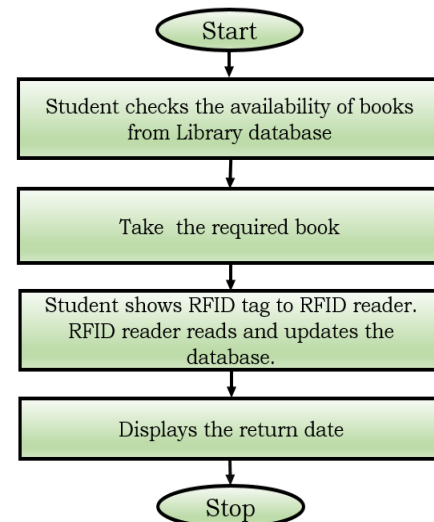 Start
Student checks the availability of books
from Library database
Take the required book
Student shows RFID tag to RFID reader.
RFID reader reads and updates the
database.
Displays the return date
Stop